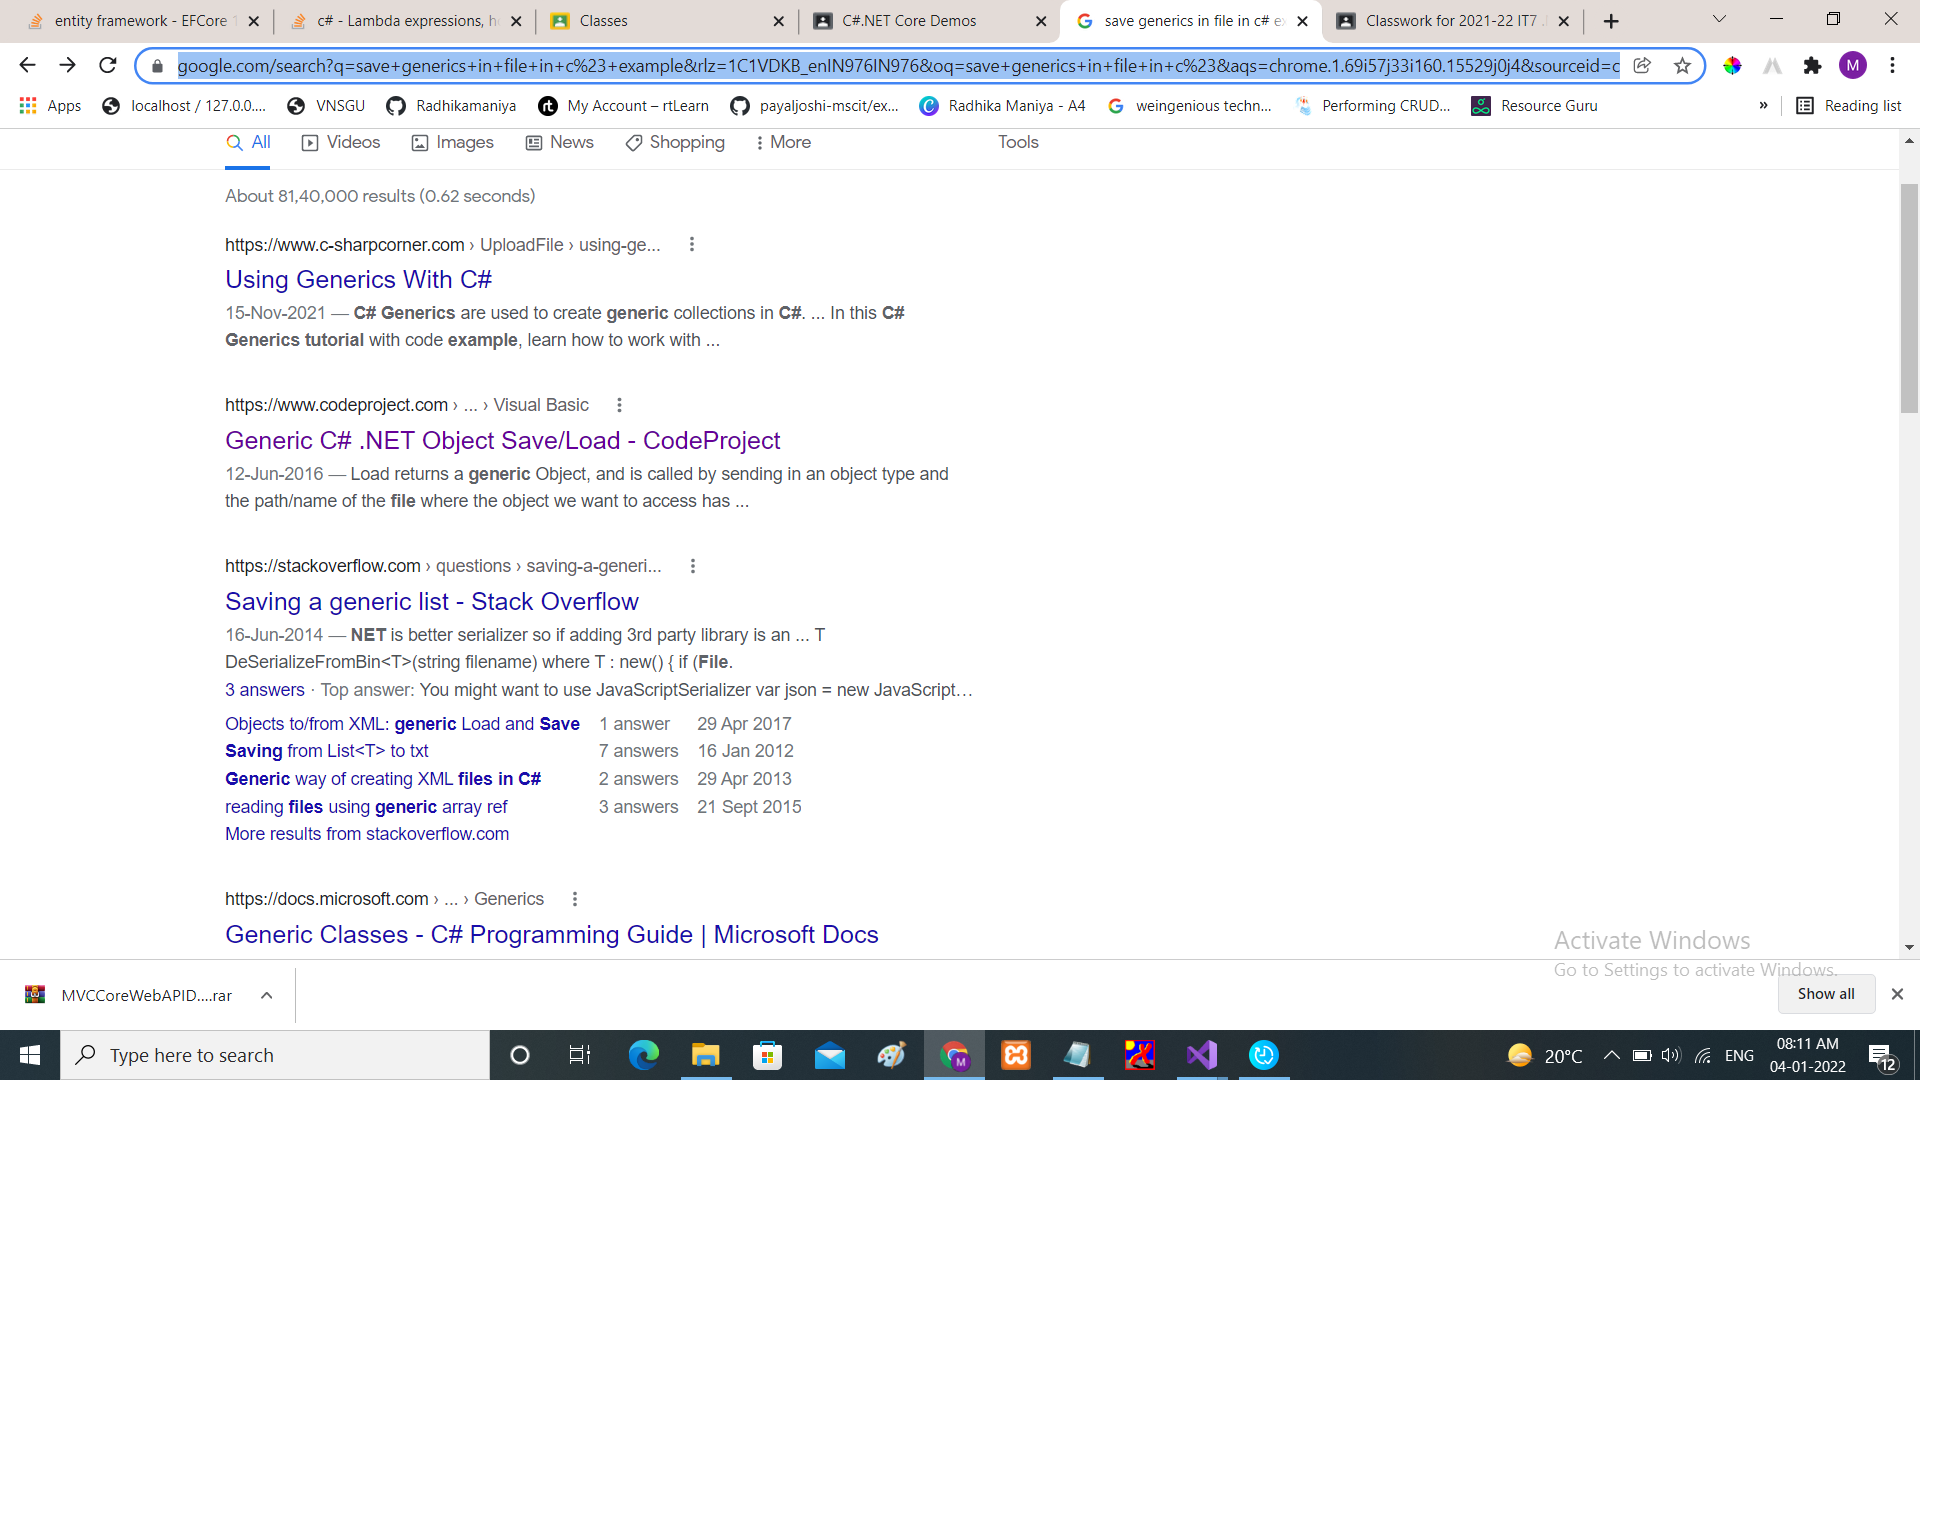 entity framework - EFCore
c# - Lambda expressions, h
Classes
C#.NET Core Demos
save generics in file in c# e
Classwork for 2021-22 IT7
google.com/search?q=save+generics+in+file+in+c%23+example&rlz=1C1VDKB_enIN976IN976&oq=save+generics+in+file+in+c%23&aqs=chrome.1.69i57j33i160.15529j0j4&sourceid=c
M
Apps
localhost / 127.0.0....
VNSGU
Radhikamaniya
My Account – rtLearn
payaljoshi-mscit/ex...
Radhika Maniya - A4
weingenious techn...
Performing CRUD...
Resource Guru
»
Reading list
All
Videos
Images
News
Shopping
More
Tools
About 81,40,000 results (0.62 seconds)
https://www.c-sharpcorner.com › UploadFile › using-ge...
Using Generics With C#
15-Nov-2021 — C# Generics are used to create generic collections in C#. ... In this C#
Generics tutorial with code example, learn how to work with ...
https://www.codeproject.com › ... › Visual Basic
Generic C# .NET Object Save/Load - CodeProject
12-Jun-2016 — Load returns a generic Object, and is called by sending in an object type and
the path/name of the file where the object we want to access has ...
https://stackoverflow.com › questions › saving-a-generi...
Saving a generic list - Stack Overflow
16-Jun-2014 — NET is better serializer so if adding 3rd party library is an ... T
DeSerializeFromBin<T>(string filename) where T : new() { if (File.
3 answers · Top answer: You might want to use JavaScriptSerializer var json = new JavaScript...
Objects to/from XML: generic Load and Save 1 answer 29 Apr 2017
Saving from List<T> to txt 7 answers 16 Jan 2012
Generic way of creating XML files in C# 2 answers 29 Apr 2013
reading files using generic array ref 3 answers 21 Sept 2015
More results from stackoverflow.com
https://docs.microsoft.com › ... › Generics
Generic Classes - C# Programming Guide | Microsoft Docs
Activate Windows
Go to Settings to activate Windows.
MVCCoreWebAPID....rar
Show all
Type here to search
M
20°C
ENG
08:11 AM
04-01-2022
12